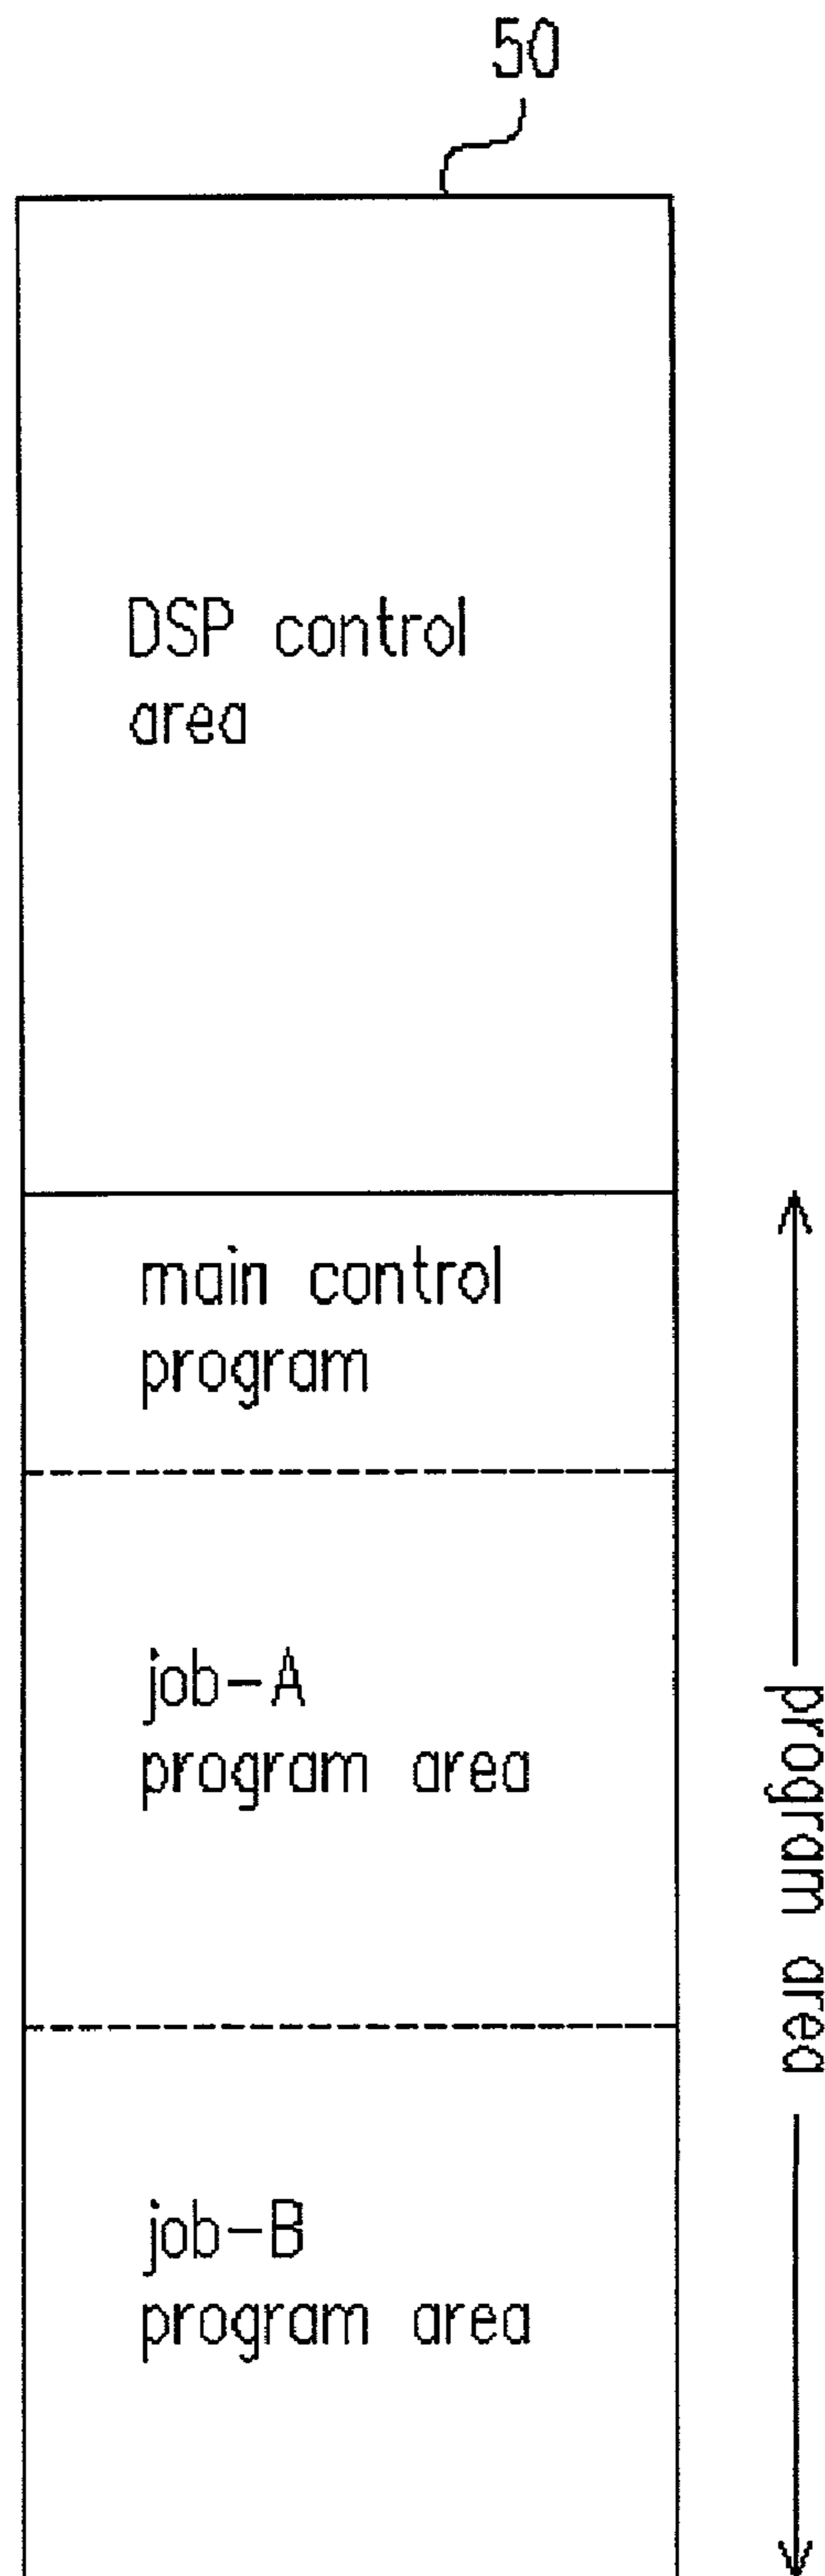 50
DSP control
area
main control
program
job-A
program area
program area
job-B
program area